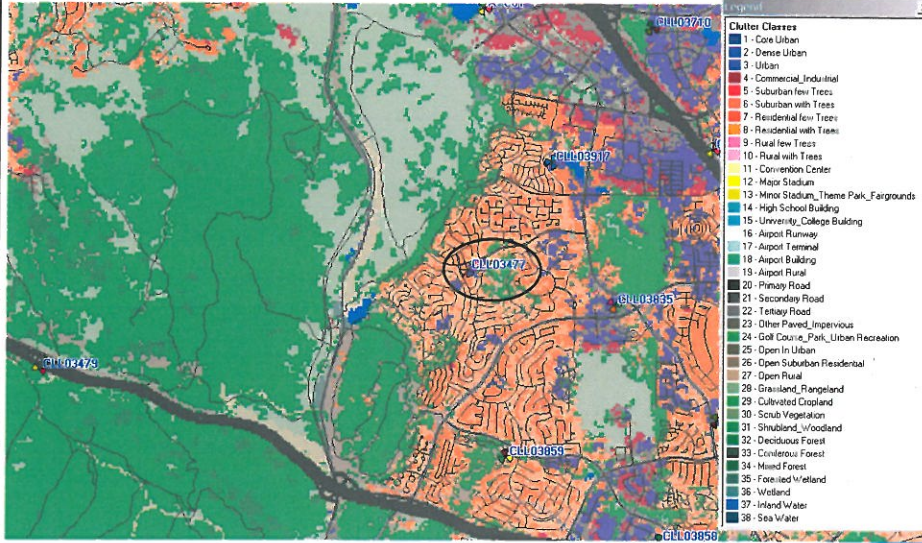 CLL03710
CLL03917
CLL03477
CLL03835
CLL03479
CLL03859
CLL03858
Legend
Clutter Classes
1 - Core Urban
2 - Dense Urban
3 - Urban
4 - Commercial_Industrial
5 - Suburban few Trees
6 - Suburban with Trees
7 - Residential few Trees
8 - Residential with Trees
9 - Rural few Trees
10 - Rural with Trees
11 - Convention Center
12 - Major Stadium
13 - Minor Stadium_Theme Park_Fairgrounds
14 - High School Building
15 - University_College Building
16 - Airport Runway
17 - Airport Terminal
18 - Airport Building
19 - Airport Rural
20 - Primary Road
21 - Secondary Road
22 - Tertiary Road
23 - Other Paved_Impervious
24 - Golf Course_Park_Urban Recreation
25 - Open In Urban
26 - Open Suburban Residential
27 - Open Rural
28 - Grassland_Rangeland
29 - Cultivated Cropland
30 - Scrub Vegetation
31 - Shrubland_Woodland
32 - Deciduous Forest
33 - Coniferous Forest
34 - Mixed Forest
35 - Forested Wetland
36 - Wetland
37 - Inland Water
38 - Sea Water